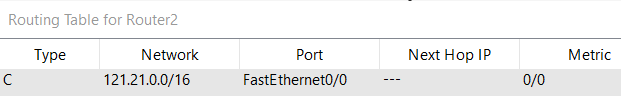 Routing Table for Router2
Type Network Port Next Hop IP Metric
C 121.21.0.0/16 FastEthernet0/0 --- 0/0